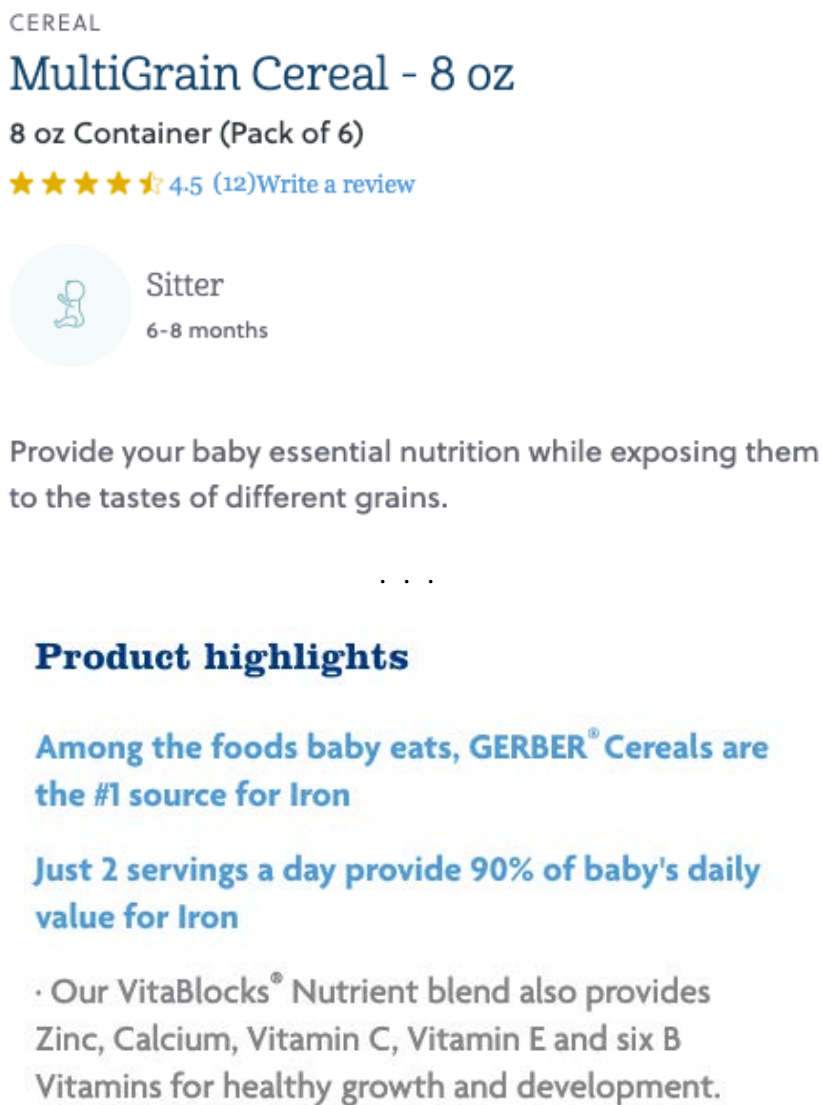 CEREAL
MultiGrain Cereal - 8 oz
8 oz Container (Pack of 6)
4.5 (12)Write a review
Sitter
6-8 months
Provide your baby essential nutrition while exposing them
to the tastes of different grains.
. . .
Product highlights
Among the foods baby eats, GERBER® Cereals are
the #1 source for Iron
Just 2 servings a day provide 90% of baby's daily
value for Iron
· Our VitaBlocks® Nutrient blend also provides
Zinc, Calcium, Vitamin C, Vitamin E and six B
Vitamins for healthy growth and development.